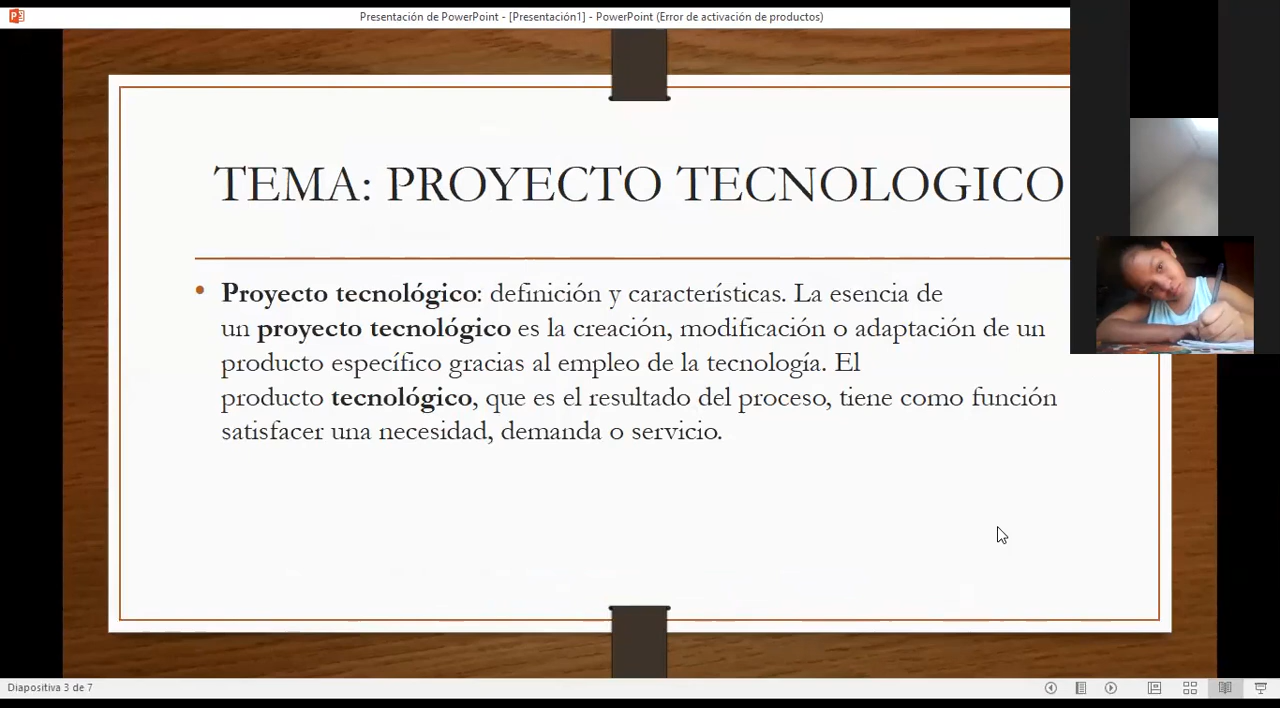 Presentación de PowerPoint - [Presentación1] - PowerPoint (Error de activación de productos)
TEMA: PROYECTO TECNOLOGICO
• Proyecto tecnológico: definición y características. La esencia de
un proyecto tecnológico es la creación, modificación o adaptación de un
producto específico gracias al empleo de la tecnología. El
producto tecnológico, que es el resultado del proceso, tiene como función
satisfacer una necesidad, demanda o servicio.
Diapositiva 3 de 7